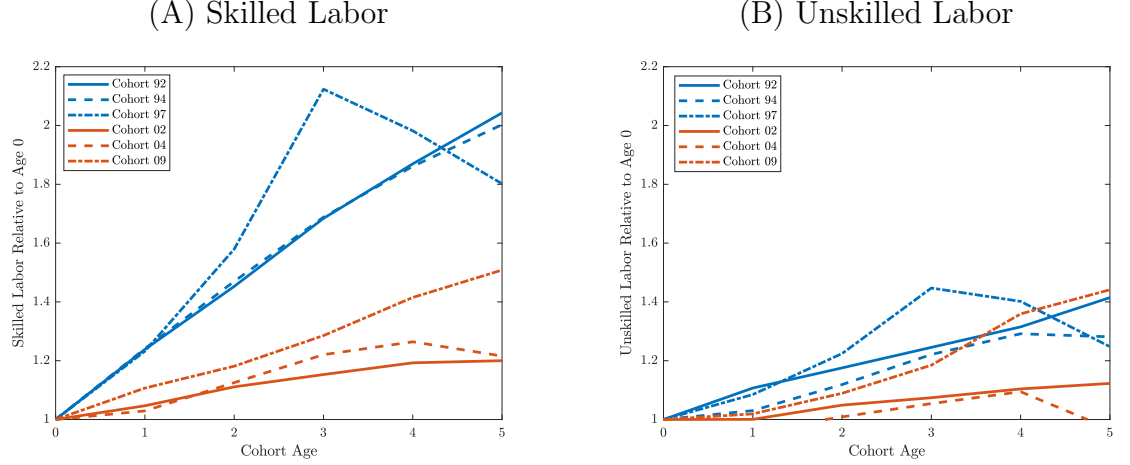 (A) Skilled Labor
2.2
2
1.8
1.6
1.4
1.2
1
Skilled Labor Relative to Age 0
Cohort 92
Cohort 94
Cohort 97
Cohort 02
Cohort 04
Cohort 09
0 1 2 3 4 5
Cohort Age
(B) Unskilled Labor
2.2
2
1.8
1.6
1.4
1.2
1
Unskilled Labor Relative to Age 0
Cohort 92
Cohort 94
Cohort 97
Cohort 02
Cohort 04
Cohort 09
0 1 2 3 4 5
Cohort Age